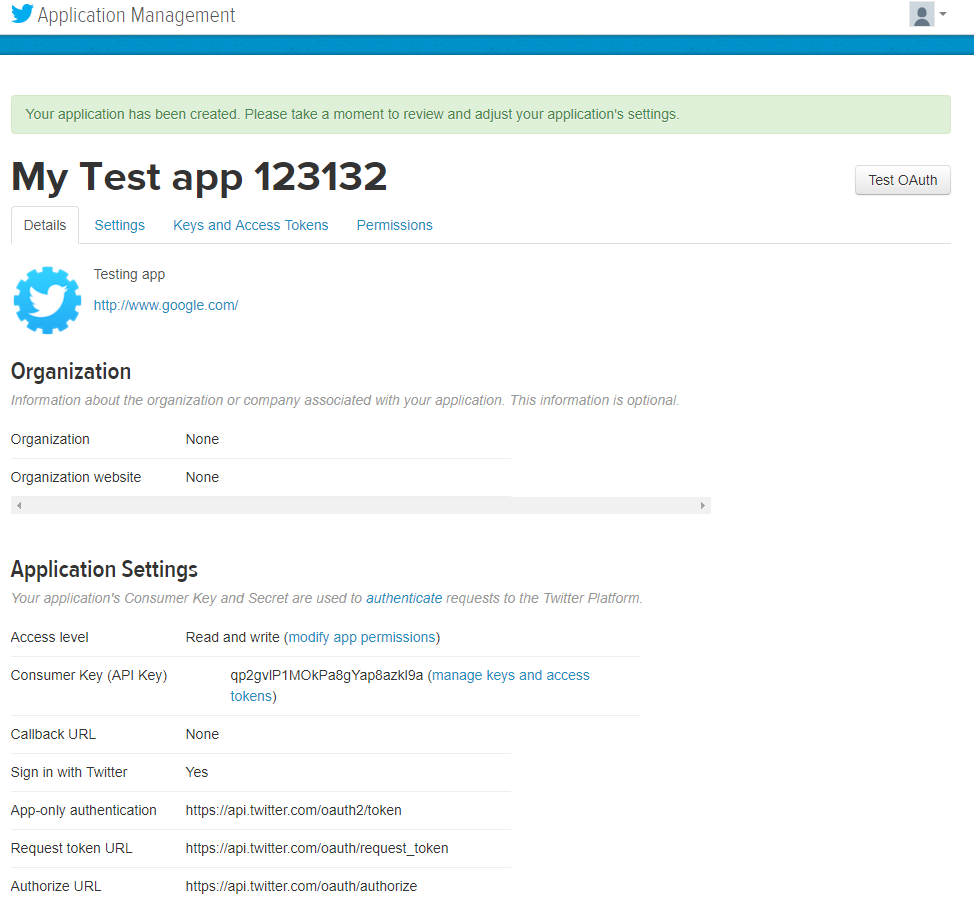 Application Management
Your application has been created. Please take a moment to review and adjust your application's settings.
My Test app 123132
Test OAuth
Details Settings Keys and Access Tokens Permissions
Testing app
http://www.google.com/
Organization
Information about the organization or company associated with your application. This information is optional.
Organization None
Organization website None
Application Settings
Your application's Consumer Key and Secret are used to authenticate requests to the Twitter Platform.
Access level Read and write (modify app permissions)
Consumer Key (API Key) qp2gvIP1MOkPa8gYap8azkI9a (manage keys and access
tokens)
Callback URL None
Sign in with Twitter Yes
App-only authentication https://api.twitter.com/oauth2/token
Request token URL https://api.twitter.com/oauth/request_token
Authorize URL https://api.twitter.com/oauth/authorize